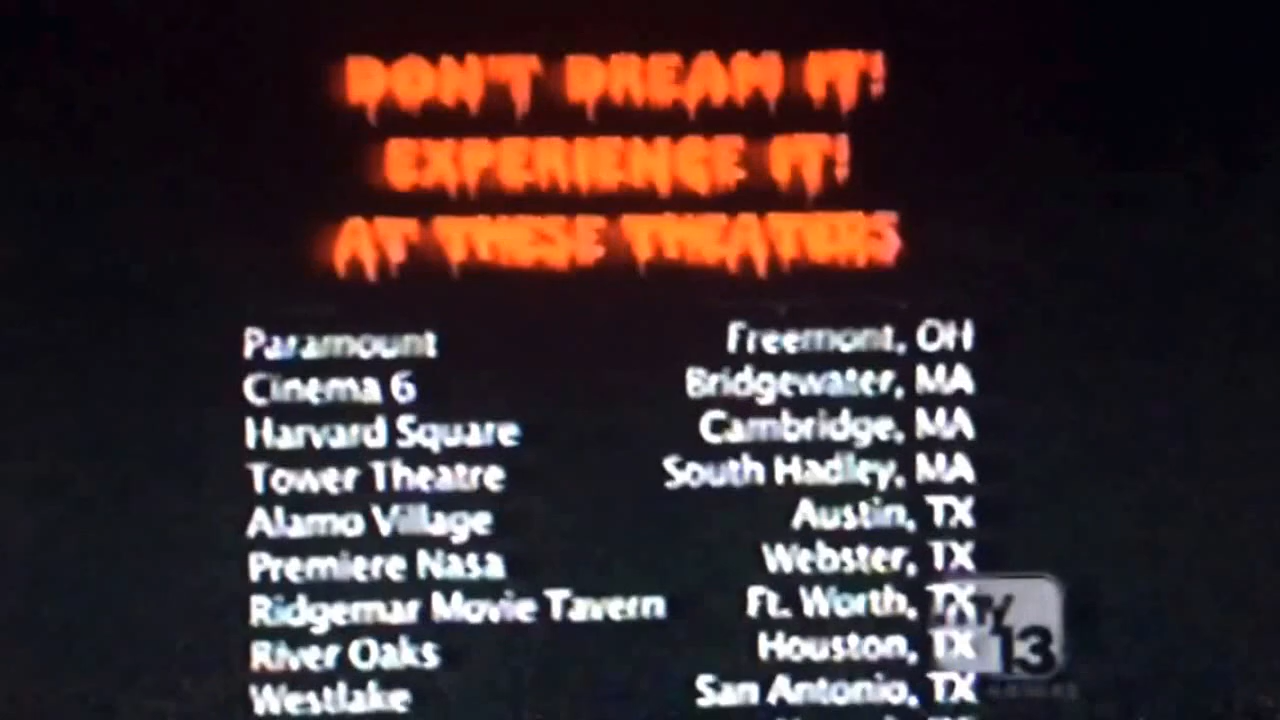 DON'T DREAM IT!
EXPERIENCE IT!
AT THESE THEATERS
Paramount Freemont, OH
Cinema 6 Bridgewater, MA
Harvard Square Cambridge, MA
Tower Theatre South Hadley, MA
Alamo Village Austin, TX
Premiere Nasa Webster, TX
Ridgemar Movie Tavern Ft. Worth, TX
River Oaks Houston, TX
13
Westlake San Antonio, TX